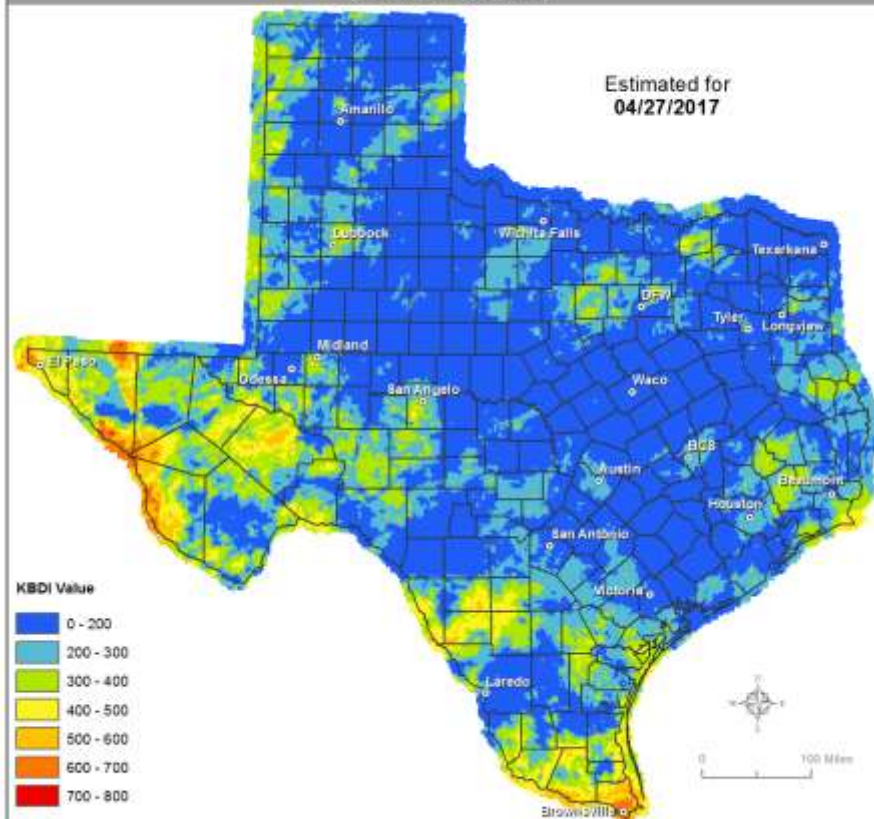 Estimated for
04/27/2017
Amarillo
Lubbock
Wichita Falls
Texarkana
DFW
Tyler
Longview
El Paso
Midland
Odessa
San Angelo
Waco
BCS
Austin
Beaumont
Houston
San Antonio
Victoria
KBDI Value
0 - 200
200 - 300
300 - 400
400 - 500
500 - 600
600 - 700
700 - 800
Laredo
0 100 Miles
Brownsville